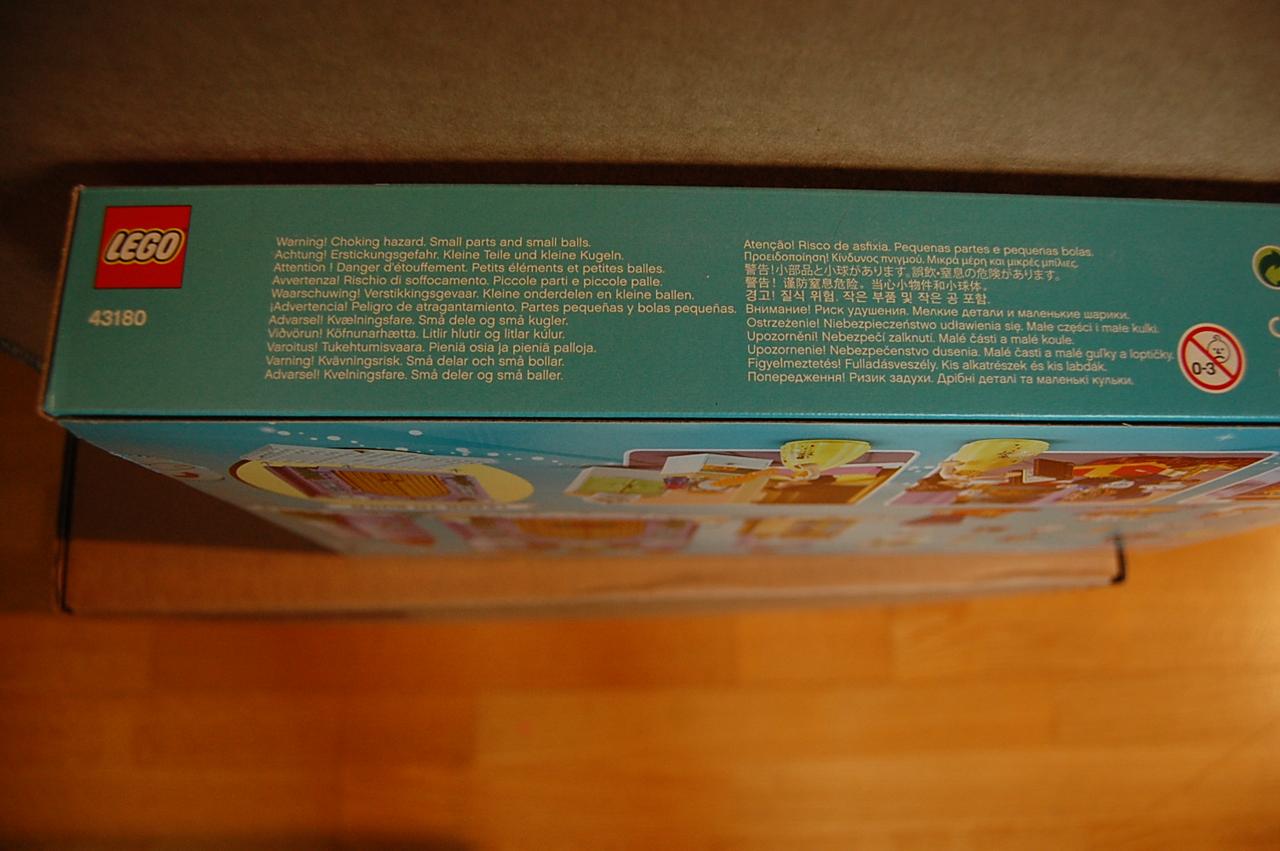 LEGO
43180
Warning! Choking hazard. Small parts and small balls.
Achtung! Erstickungsgefahr. Kleine Teile und kleine Kugeln.
Attention ! Danger d'étouffement. Petits éléments et petites balles.
Avvertenza! Rischio di soffocamento. Piccole parti e piccole palle.
Waarschuwing! Verstikkingsgevaar. Kleine onderdelen en kleine ballen.
¡Advertencia! Peligro de atragantamiento. Partes pequeñas y bolas pequeñas.
Advarsel! Kvælningsfare. Små dele og små kugler.
Viðvörun! Köfnunarhætta. Litlir hlutir og litlar kúlur.
Varoitus! Tukehtumisvaara. Pieniä osia ja pieniä palloja.
Varning! Kvävningsrisk. Små delar och små bollar.
Advarsel! Kvelningsfare. Små deler og små baller.
Atenção! Risco de asfixia. Pequenas partes e pequenas bolas.
Προειδοποίηση! Κίνδυνος πνιγμού. Μικρά μέρη και μικρές μπίλιες.
警告!小部品と小球があります。誤飲・窒息の危険があります。
警告! 谨防窒息危险。当心小物件和小球体。
경고! 질식 위험. 작은 부품 및 작은 공 포함.
Внимание! Риск удушения. Мелкие детали и маленькие шарики.
Ostrzeżenie! Niebezpieczeństwo udławienia się. Małe części i małe kulki.
Upozornění! Nebezpečí zalknutí. Malé části a malé koule.
Upozornenie! Nebezpečenstvo dusenia. Malé časti a malé guľky a loptičky.
Figyelmeztetés! Fulladásveszély. Kis alkatrészek és kis labdák.
Попередження! Ризик задухи. Дрібні деталі та маленькі кульки.
0-3